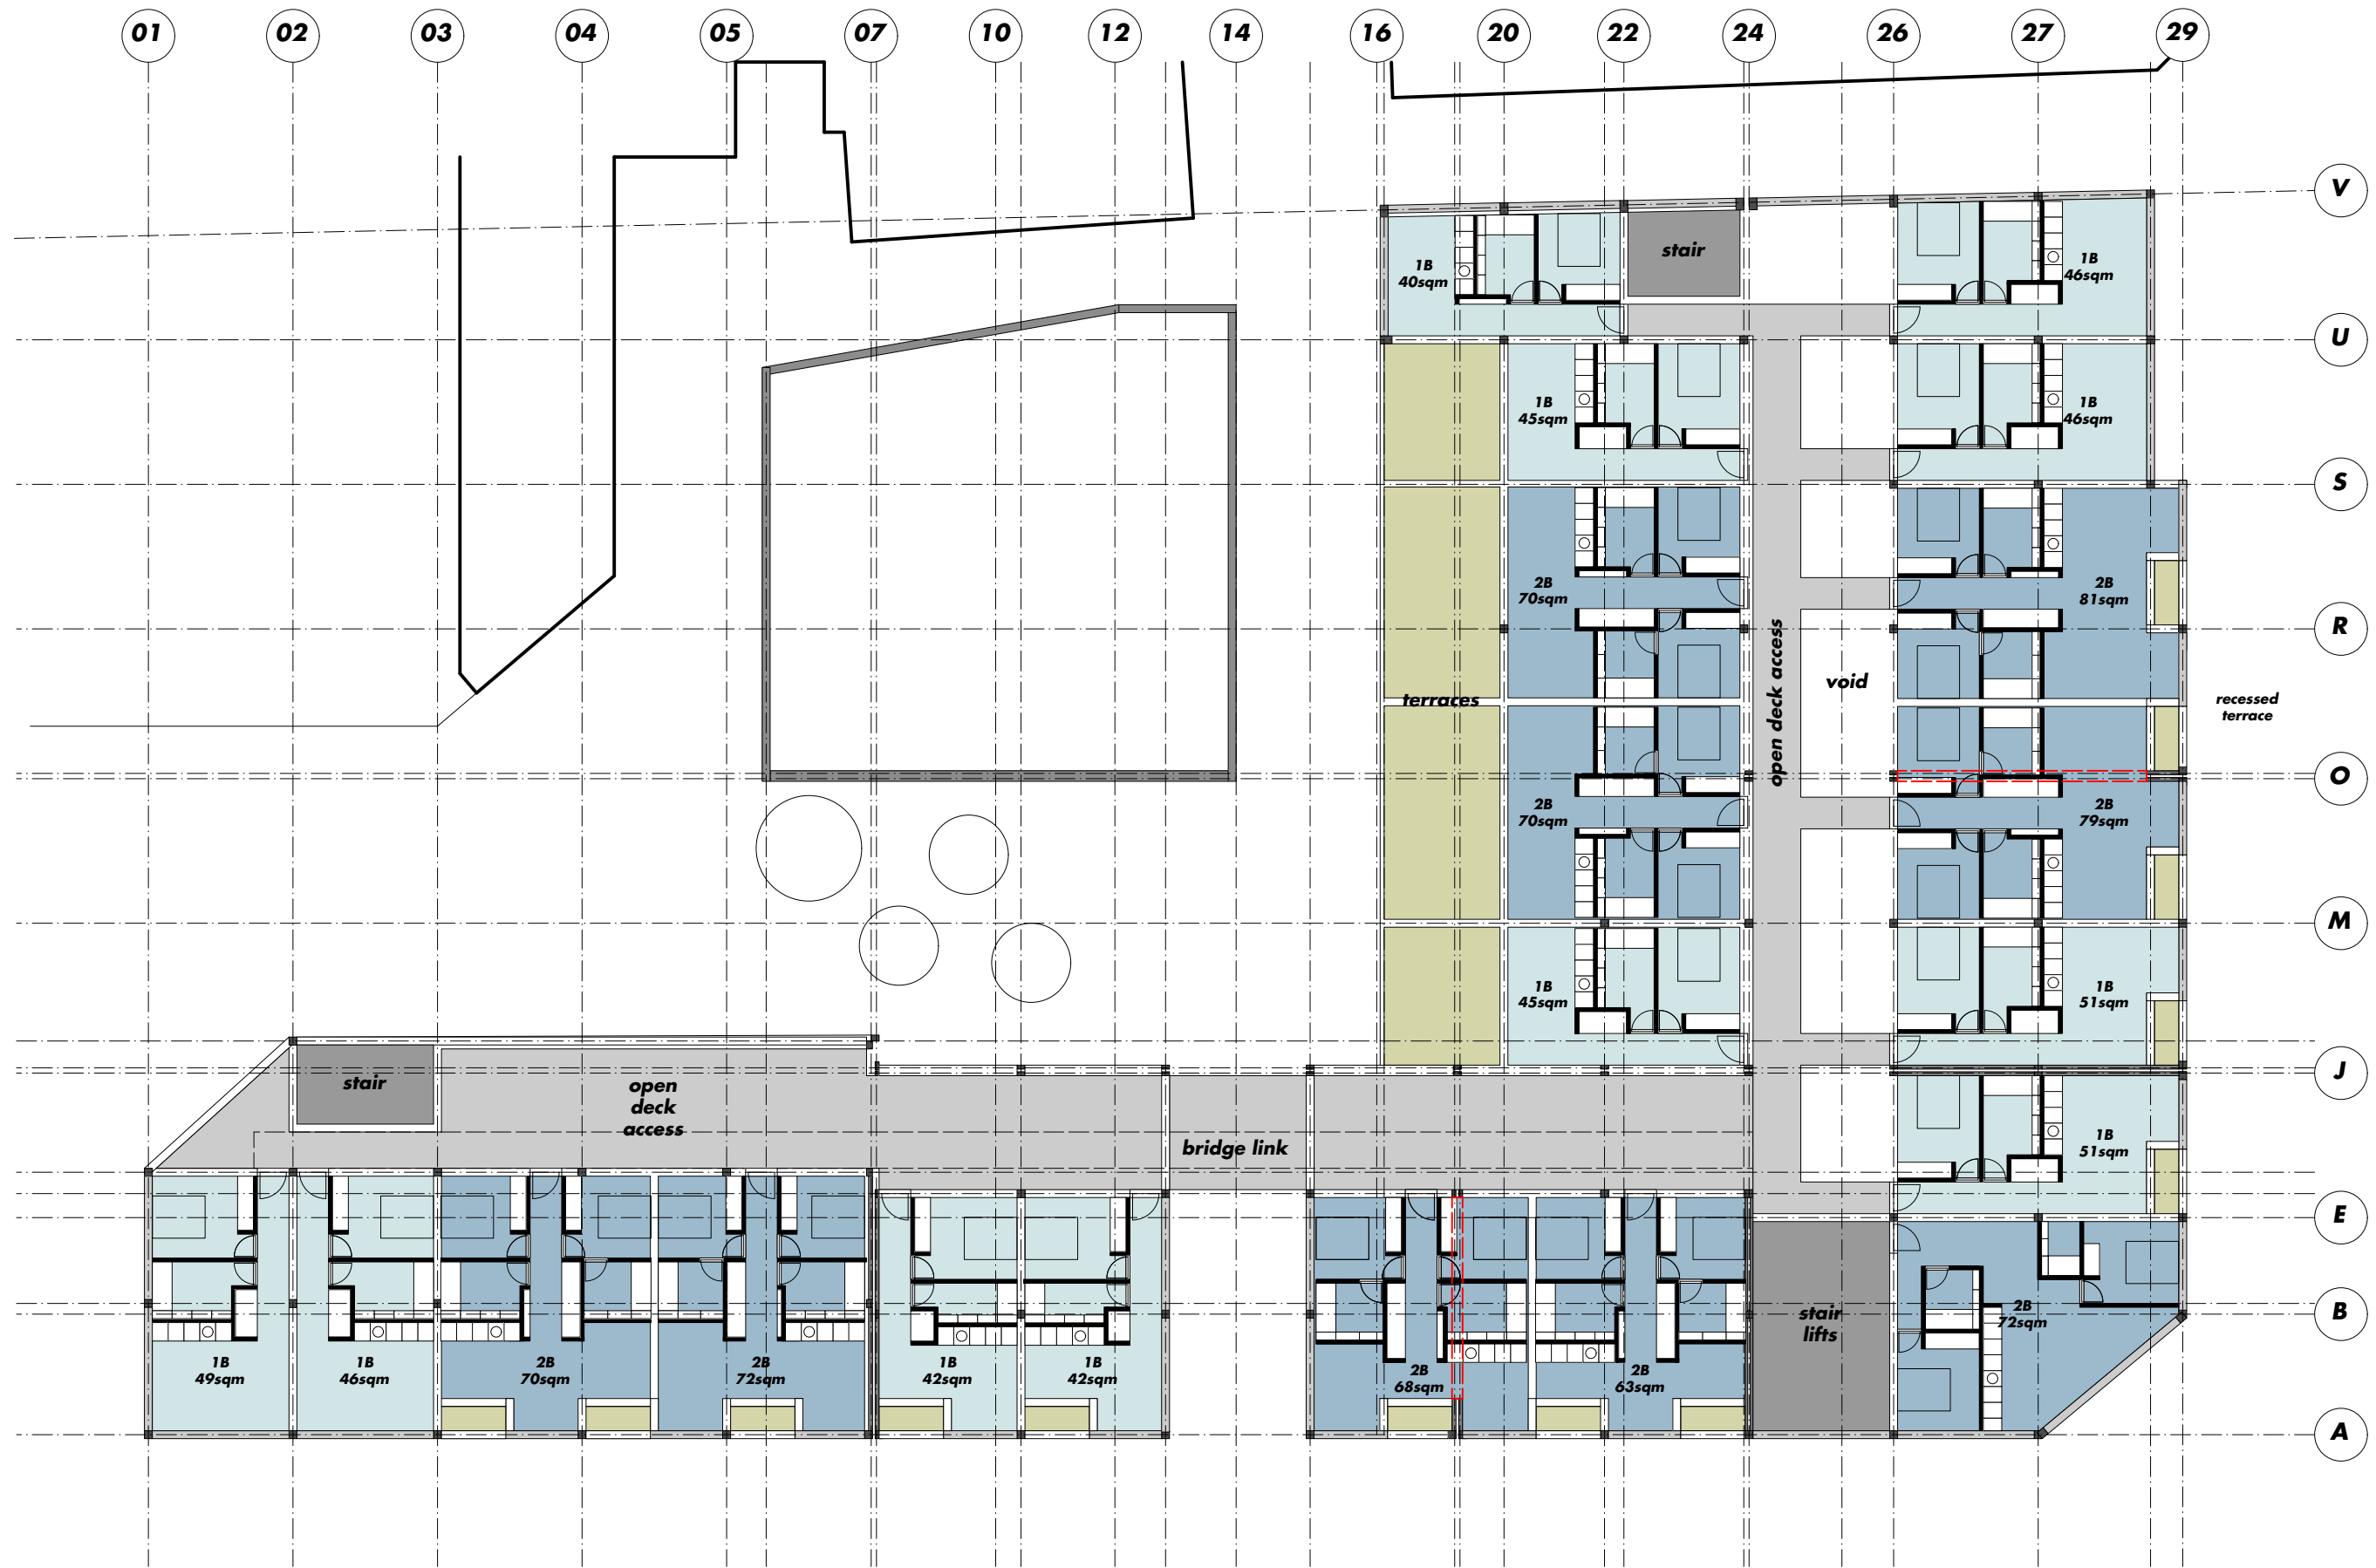 01 02 03 04 05 07 10 12 14 16 20 22 24 26 27 29
V
stair
1B
40sqm
1B
46sqm
U
1B
45sqm
1B
46sqm
S
2B
70sqm
2B
81sqm
R
open deck access
void
terraces
recessed
terrace
O
2B
70sqm
2B
79sqm
M
1B
45sqm
1B
51sqm
J
stair
open
deck
access
bridge link
1B
51sqm
E
B
stair
lifts
2B
72sqm
1B
49sqm
1B
46sqm
2B
70sqm
2B
72sqm
1B
42sqm
1B
42sqm
2B
68sqm
2B
63sqm
A